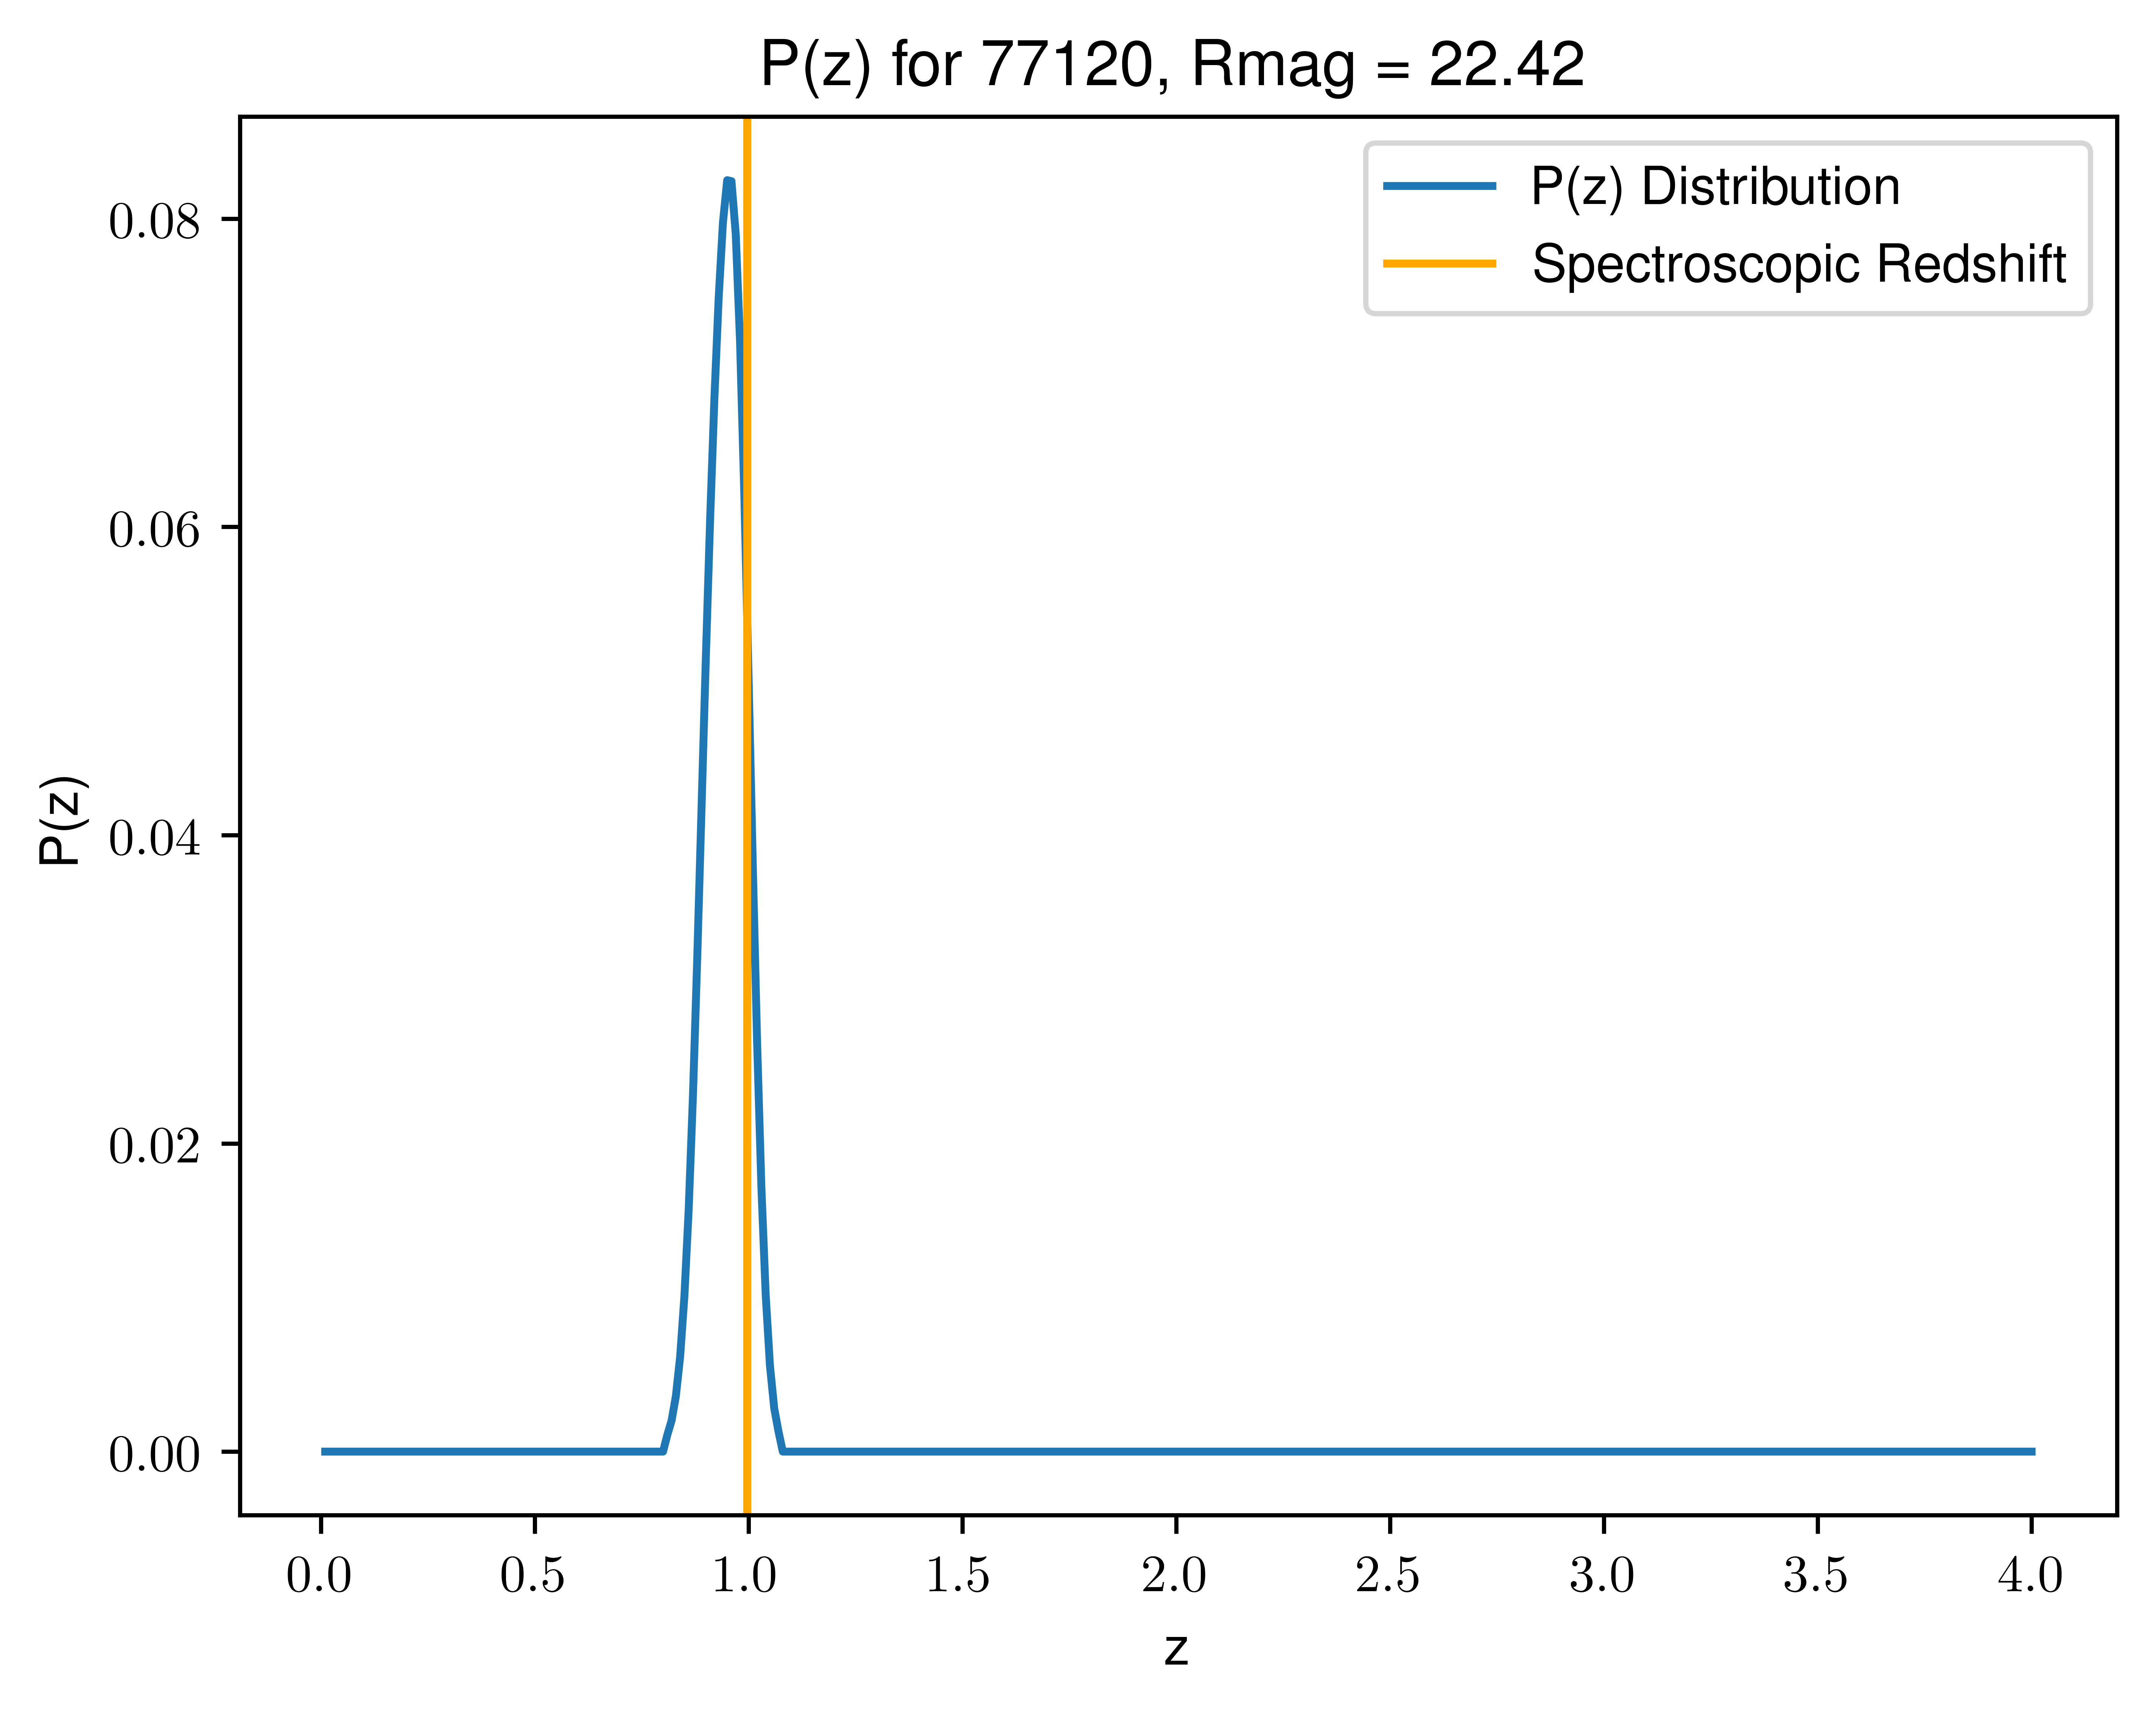 P(z) for 77120, Rmag = 22.42
P(z) Distribution
Spectroscopic Redshift
P(z)
0.08
0.06
0.04
0.02
0.00
0.0 0.5 1.0 1.5 2.0 2.5 3.0 3.5 4.0
z